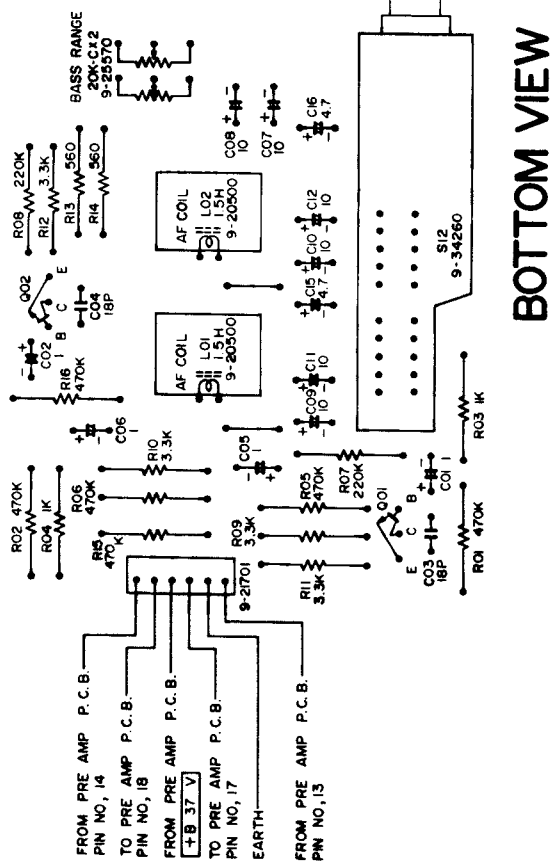 BASS RANGE
20K-CX2
9-25570
R08 220K
R12 3.3K
R13 560
R14 560
Q02
E
C
B
C04
18P
C02
1
R16
470K
C06
1
AF COIL
L02
1.5H
9-20500
AF COIL
L01
1.5H
9-20500
C08
10
C07
10
C16
4.7
C12
10
C10
10
C15
4.7
C11
10
C09
10
S12
9-34260
R02 470K
R04 1K
R06
470K
R10
3.3K
R15
470K
C05
1
R05
470K
R07
220K
R09
3.3K
R11
3.3K
Q01
B
C
E
C01
1
C03
18P
R03 1K
R01 470K
9-21701
FROM PRE AMP P.C.B.
PIN NO, 14
TO PRE AMP P.C.B.
PIN NO, 18
FROM PRE AMP P.C.B.
+B 37 V
TO PRE AMP P.C.B.
PIN NO, 17
EARTH
FROM PRE AMP P.C.B.
PIN NO, 13
BOTTOM VIEW